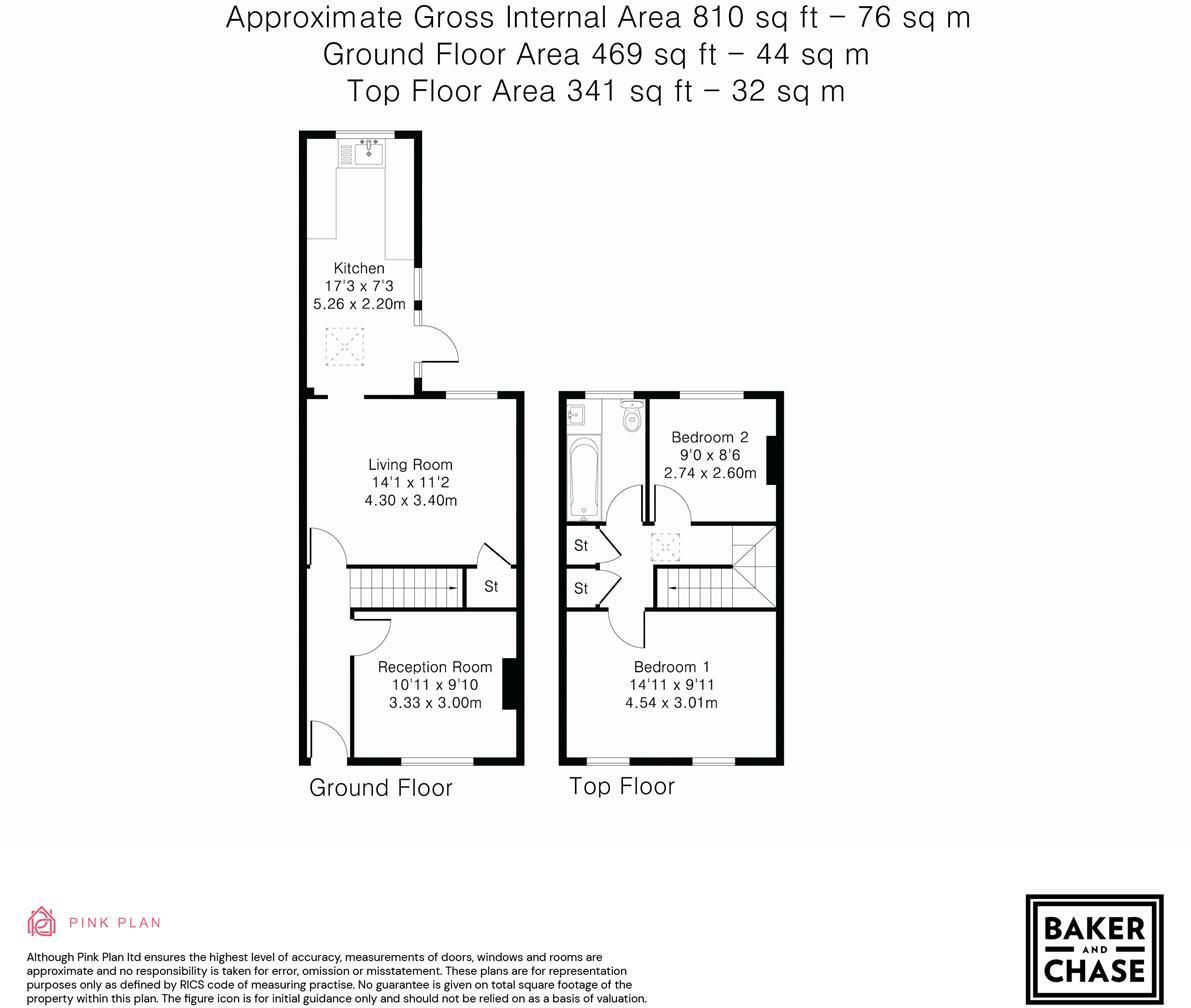 Approximate Gross Internal Area 810 sq ft – 76 sq m
Ground Floor Area 469 sq ft – 44 sq m
Top Floor Area 341 sq ft – 32 sq m
Kitchen
17'3 x 7'3
5.26 x 2.20m
Living Room
14'1 x 11'2
4.30 x 3.40m
St
Reception Room
10'11 x 9'10
3.33 x 3.00m
Ground Floor
Bedroom 2
9'0 x 8'6
2.74 x 2.60m
St
St
Bedroom 1
14'11 x 9'11
4.54 x 3.01m
Top Floor
PINK PLAN
Although Pink Plan ltd ensures the highest level of accuracy, measurements of doors, windows and rooms are
approximate and no responsibility is taken for error, omission or misstatement. These plans are for representation
purposes only as defined by RICS code of measuring practise. No guarantee is given on total square footage of the
property within this plan. The figure icon is for initial guidance only and should not be relied on as a basis of valuation.
BAKER
AND
CHASE